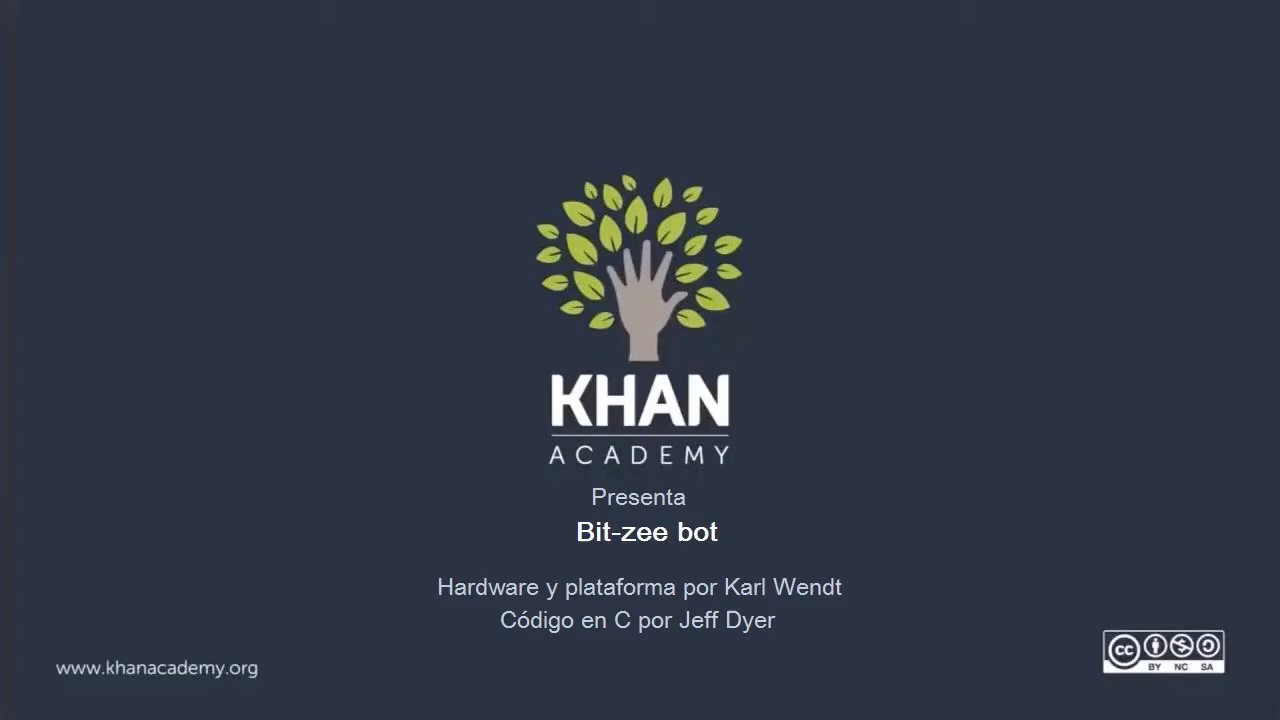 KHAN
ACADEMY
Presenta
Bit-zee bot
Hardware y plataforma por Karl Wendt
Código en C por Jeff Dyer
www.khanacademy.org
cc
BY NC SA